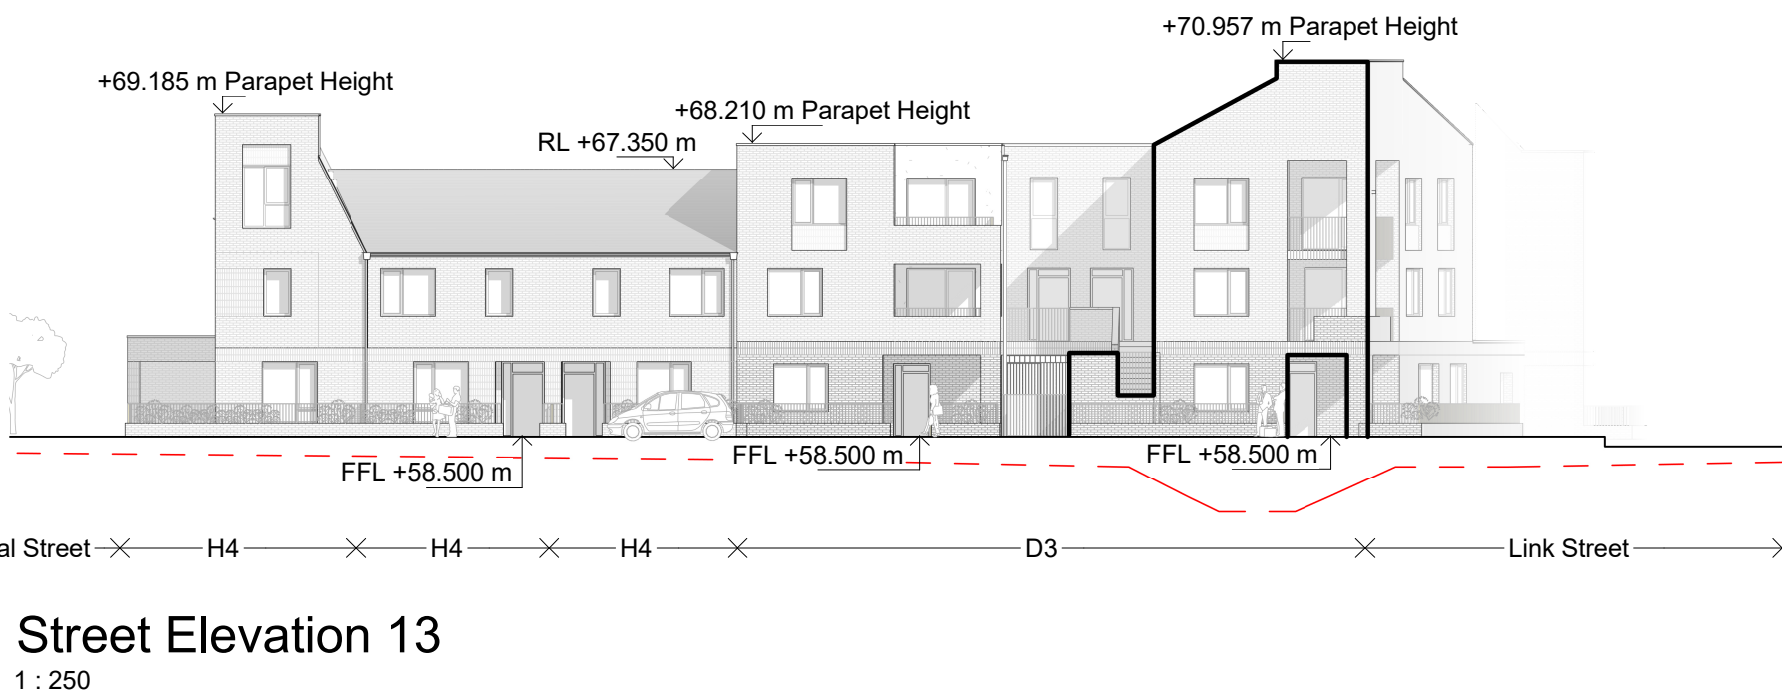 +70.957 m Parapet Height
+69.185 m Parapet Height
+68.210 m Parapet Height
RL +67.350 m
FFL +58.500 m
FFL +58.500 m
FFL +58.500 m
al Street H4 H4 H4 D3 Link Street
Street Elevation 13
1 : 250